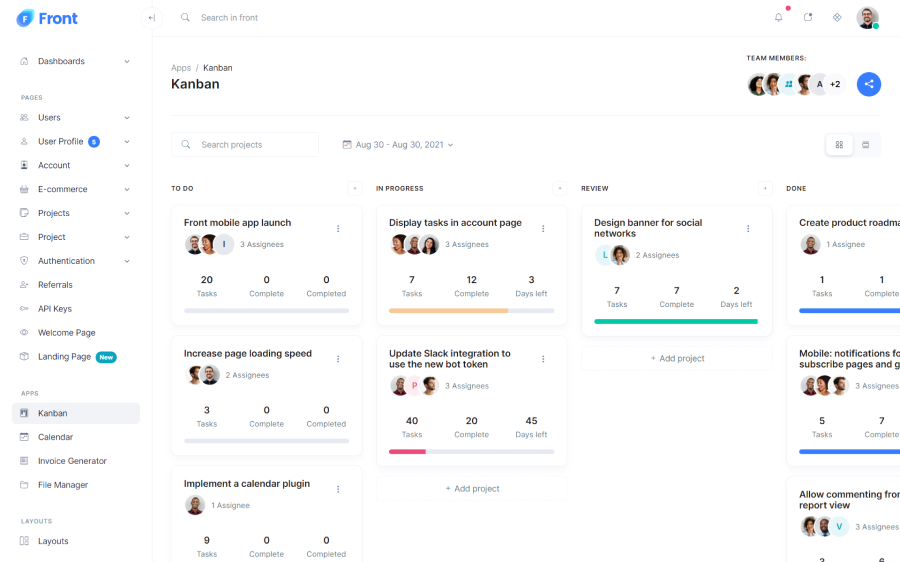 Front
Search in front
Dashboards
PAGES
Users
User Profile 5
Account
E-commerce
Projects
Project
Authentication
Referrals
API Keys
Welcome Page
Landing Page New
APPS
Kanban
Calendar
Invoice Generator
File Manager
LAYOUTS
Layouts
Apps / Kanban
Kanban
TEAM MEMBERS:
A +2
Search projects
Aug 30 - Aug 30, 2021
TO DO
Front mobile app launch
I 3 Assignees
20 0 0
Tasks Complete Completed
Increase page loading speed
2 Assignees
3 0 0
Tasks Complete Completed
Implement a calendar plugin
1 Assignee
9 0 0
Tasks Complete Completed
IN PROGRESS
Display tasks in account page
3 Assignees
7 12 3
Tasks Complete Days left
Update Slack integration to
use the new bot token
P 3 Assignees
40 20 45
Tasks Complete Days left
+ Add project
REVIEW
Design banner for social
networks
L 2 Assignees
7 7 2
Tasks Complete Days left
+ Add project
DONE
Create product roadma
1 Assignee
1 1
Tasks Complete
Mobile: notifications fo
subscribe pages and g
3 Assignees
5 7
Tasks Complete
Allow commenting from
report view
V 3 Assignees